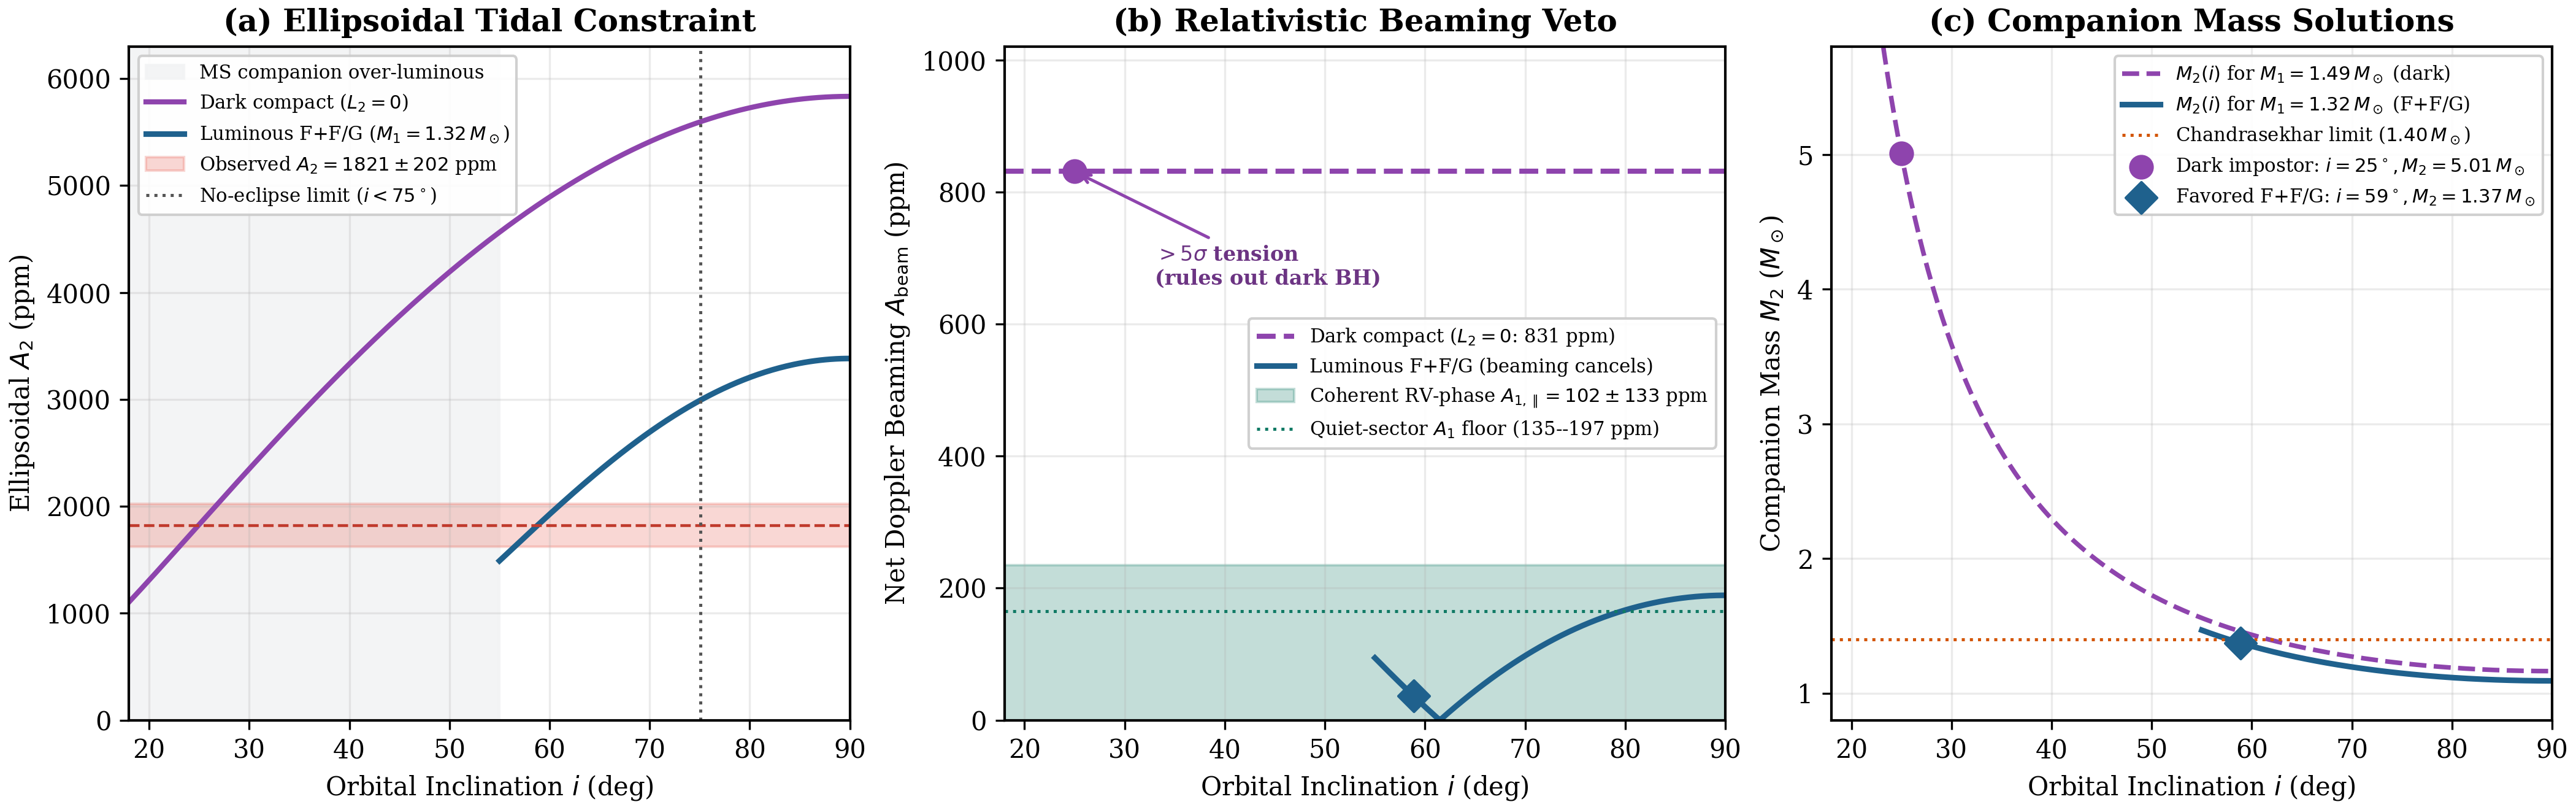 (a) Ellipsoidal Tidal Constraint
Ellipsoidal A₂ (ppm)
6000
5000
4000
3000
2000
1000
0
MS companion over-luminous
Dark compact (L₂ = 0)
Luminous F+F/G (M₁ = 1.32 M⊙)
Observed A₂ = 1821 ± 202 ppm
No-eclipse limit (i < 75°)
20 30 40 50 60 70 80 90
Orbital Inclination i (deg)
(b) Relativistic Beaming Veto
Net Doppler Beaming A_beam (ppm)
1000
800
600
400
200
0
> 5σ tension
(rules out dark BH)
Dark compact (L₂ = 0: 831 ppm)
Luminous F+F/G (beaming cancels)
Coherent RV-phase A₁,∥ = 102 ± 133 ppm
Quiet-sector A₁ floor (135--197 ppm)
20 30 40 50 60 70 80 90
Orbital Inclination i (deg)
(c) Companion Mass Solutions
Companion Mass M₂ (M⊙)
5
4
3
2
1
M₂(i) for M₁ = 1.49 M⊙ (dark)
M₂(i) for M₁ = 1.32 M⊙ (F+F/G)
Chandrasekhar limit (1.40 M⊙)
Dark impostor: i = 25°, M₂ = 5.01 M⊙
Favored F+F/G: i = 59°, M₂ = 1.37 M⊙
20 30 40 50 60 70 80 90
Orbital Inclination i (deg)